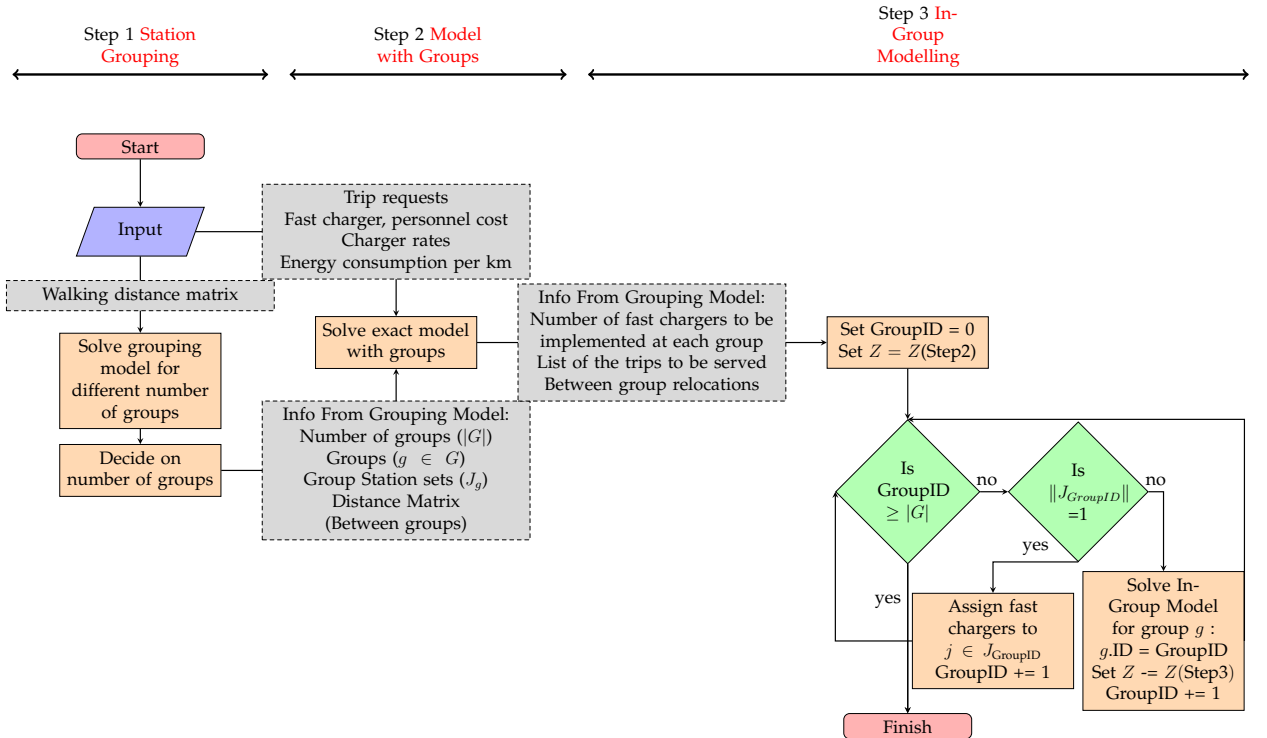 Step 1 Station
Grouping
Step 2 Model
with Groups
Step 3 In-
Group
Modelling
Start
Input
Trip requests
Fast charger, personnel cost
Charger rates
Energy consumption per km
Walking distance matrix
Solve grouping
model for
different number
of groups
Decide on
number of groups
Solve exact model
with groups
Info From Grouping Model:
Number of groups (|G|)
Groups (g ∈ G)
Group Station sets (J_g)
Distance Matrix
(Between groups)
Info From Grouping Model:
Number of fast chargers to be
implemented at each group
List of the trips to be served
Between group relocations
Set GroupID = 0
Set Z = Z(Step2)
Is
GroupID
≥ |G|
no
Is
‖J_{GroupID}‖
=1
no
yes
yes
Assign fast
chargers to
j ∈ J_{GroupID}
GroupID += 1
Solve In-
Group Model
for group g :
g.ID = GroupID
Set Z -= Z(Step3)
GroupID += 1
Finish